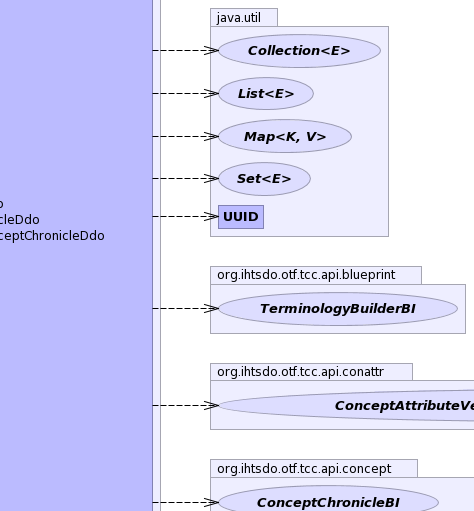 java.util
Collection<E>
List<E>
Map<K, V>
Set<E>
UUID
cleDdo
ceptChronicleDdo
org.ihtsdo.otf.tcc.api.blueprint
TerminologyBuilderBI
org.ihtsdo.otf.tcc.api.conattr
ConceptAttributeVe
org.ihtsdo.otf.tcc.api.concept
ConceptChronicleBI